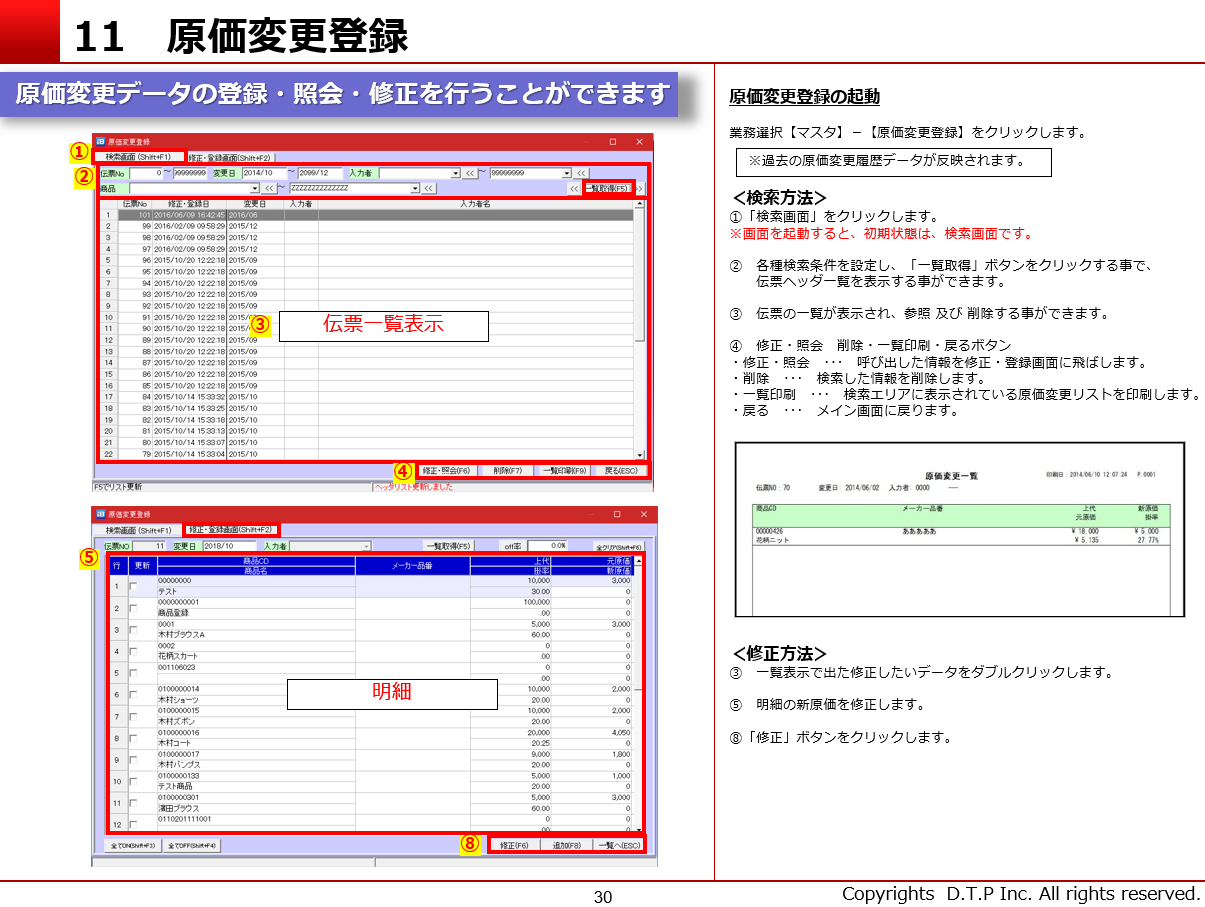 11　原価変更登録
原価変更データの登録・照会・修正を行うことができます
①
②
③
④
原価変更登録
検索画面 (Shift+F1) 修正・登録画面(Shift+F2)
伝票No 0 ～ 99999999 変更日 2014/10 ～ 2099/12 入力者 << ～ 99999999 <<
商品 << ～ ZZZZZZZZZZZZZ << << 一覧取得(F5) >>
伝票No 修正・登録日 変更日 入力者 入力者名
1 101 2016/06/09 16:42:45 2016/06
2 99 2016/02/09 09:58:29 2015/12
3 98 2016/02/09 09:58:29 2015/12
4 97 2016/02/09 09:58:29 2015/12
5 96 2015/10/20 12:22:18 2015/09
6 95 2015/10/20 12:22:18 2015/09
7 94 2015/10/20 12:22:18 2015/09
8 93 2015/10/20 12:22:18 2015/09
9 92 2015/10/20 12:22:18 2015/09
10 91 2015/10/20 12:22:18 2015/09
11 90 2015/10/20 12:22:18 2015/09
12 89 2015/10/20 12:22:18 2015/09
13 88 2015/10/20 12:22:18 2015/09
14 87 2015/10/20 12:22:18 2015/09
15 86 2015/10/20 12:22:18 2015/09
16 85 2015/10/20 12:22:18 2015/09
17 84 2015/10/14 15:33:32 2015/10
18 83 2015/10/14 15:33:25 2015/10
19 82 2015/10/14 15:33:18 2015/10
20 81 2015/10/14 15:33:13 2015/10
21 80 2015/10/14 15:33:07 2015/10
22 79 2015/10/14 15:33:04 2015/10
伝票一覧表示
修正・照会(F6) 削除(F7) 一覧印刷(F9) 戻る(ESC)
F5でリスト更新 ヘッダリスト更新しました
原価変更登録
検索画面 (Shift+F1) 修正・登録画面(Shift+F2)
伝票NO 11 変更日 2018/10 入力者 一覧取得(F5) off率 0.0% 全クリア(Shift+F6)
⑤
行 更新 商品CD メーカー品番 上代 元原価
商品名 掛率 新原価
1 00000000 10,000 3,000
テスト 30.00 0
2 0000000001 100,000 0
商品登録 .00 0
3 0001 5,000 3,000
木村ブラウスA 60.00 0
4 0002 0 0
花柄スカート .00 0
5 001106023 0 0
.00 0
6 0100000014 10,000 2,000
木村ショーツ 20.00 0
7 0100000015 10,000 2,000
木村ズボン 20.00 0
8 0100000016 20,000 4,050
木村コート 20.25 0
9 0100000017 9,000 1,800
木村パンプス 20.00 0
10 0100000133 5,000 1,000
テスト商品 20.00 0
11 0100000301 5,000 3,000
濱田ブラウス 60.00 0
12 0110201111001 0 0
.00 0
明細
⑧
全てON(Shift+F3) 全てOFF(Shift+F4) 修正(F6) 追加(F8) 一覧へ(ESC)
原価変更登録の起動
業務選択【マスタ】－【原価変更登録】をクリックします。
※過去の原価変更履歴データが反映されます。
＜検索方法＞
①「検索画面」をクリックします。
※画面を起動すると、初期状態は、検索画面です。
②　各種検索条件を設定し、「一覧取得」ボタンをクリックする事で、
伝票ヘッダ一覧を表示する事ができます。
③　伝票の一覧が表示され、参照 及び 削除する事ができます。
④　修正・照会　削除・一覧印刷・戻るボタン
・修正・照会　･･･　呼び出した情報を修正・登録画面に飛ばします。
・削除　･･･　検索した情報を削除します。
・一覧印刷　･･･　検索エリアに表示されている原価変更リストを印刷します。
・戻る　･･･　メイン画面に戻ります。
原価変更一覧 印刷日：2014/06/10 12 07 24 P.0001
伝票NO：70 変更日：2014/06/02 入力者：0000
商品CD メーカー品番 上代 新原価
元原価 掛率
00000426 あああああ ¥ 18,000 ¥ 5,000
花柄ニット ¥ 5,135 27.77%
＜修正方法＞
③　一覧表示で出た修正したいデータをダブルクリックします。
⑤　明細の新原価を修正します。
⑧「修正」ボタンをクリックします。
30
Copyrights D.T.P Inc. All rights reserved.